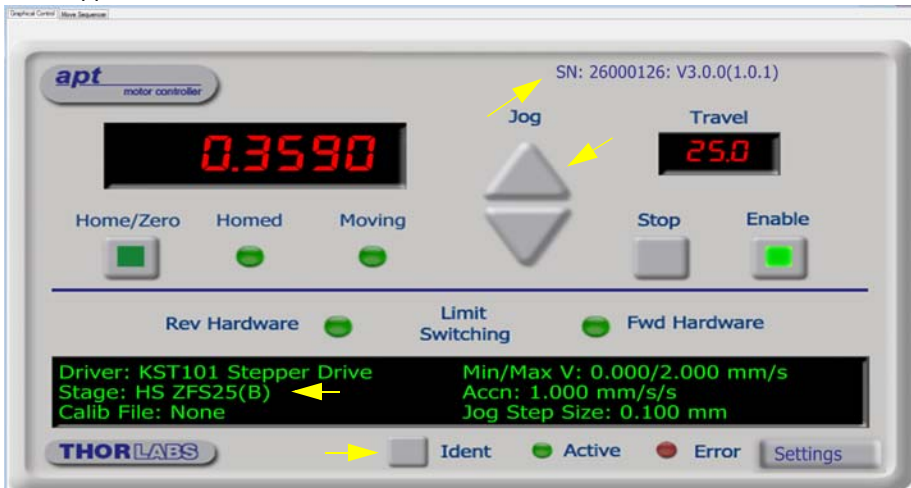 Graphical Control Move Sequencer
apt
motor controller
SN: 26000126: V3.0.0(1.0.1)
Jog
Travel
0.3590
25.0
Home/Zero Homed Moving
Stop Enable
Rev Hardware
Limit
Switching
Fwd Hardware
Driver: KST101 Stepper Drive
Min/Max V: 0.000/2.000 mm/s
Stage: HS ZFS25(B)
Accn: 1.000 mm/s/s
Calib File: None
Jog Step Size: 0.100 mm
THORLABS
Ident Active Error Settings